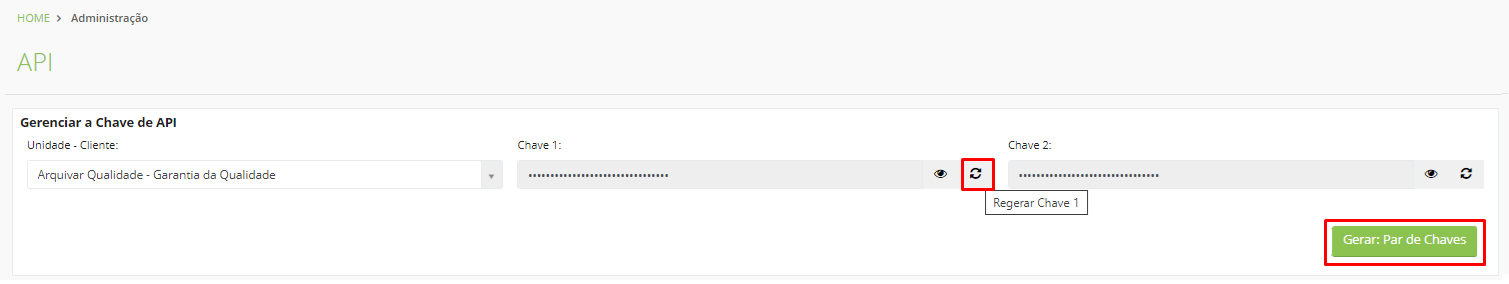 HOME > Administração
API
Gerenciar a Chave de API
Unidade - Cliente: Chave 1: Chave 2:
Arquivar Qualidade - Garantia da Qualidade •••••••••••••••••••••••••••••••• ••••••••••••••••••••••••••••••••
Regerar Chave 1
Gerar: Par de Chaves